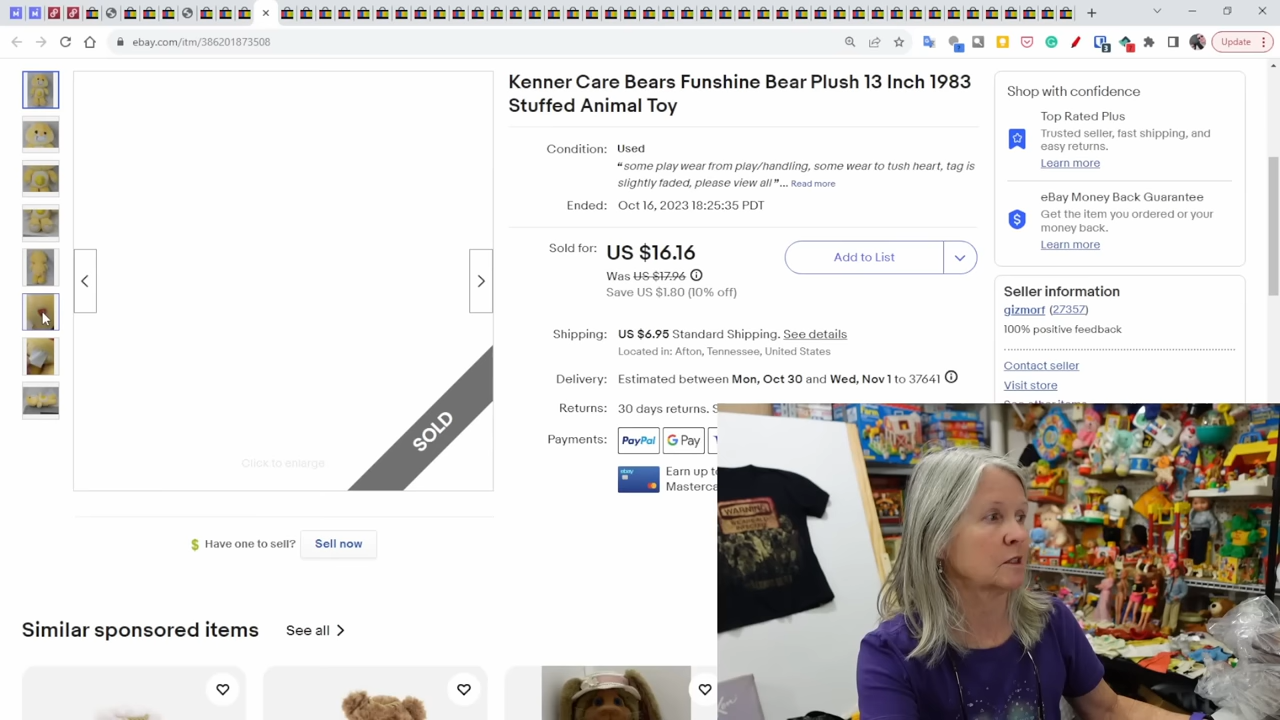 ebay.com/itm/386201873508
Update
Kenner Care Bears Funshine Bear Plush 13 Inch 1983
Stuffed Animal Toy
Condition:
Used
“some play wear from play/handling, some wear to tush heart, tag is
slightly faded, please view all”... Read more
Ended:
Oct 16, 2023 18:25:35 PDT
Sold for:
US $16.16
Was US $17.96
Save US $1.80 (10% off)
Add to List
Shipping:
US $6.95 Standard Shipping. See details
Located in: Afton, Tennessee, United States
Delivery:
Estimated between Mon, Oct 30 and Wed, Nov 1 to 37641
Returns:
30 days returns. S
Payments:
PayPal
G Pay
ebay
Earn up to
Masterca
SOLD
Click to enlarge
$ Have one to sell?
Sell now
Similar sponsored items
See all
Shop with confidence
Top Rated Plus
Trusted seller, fast shipping, and
easy returns.
Learn more
eBay Money Back Guarantee
Get the item you ordered or your
money back.
Learn more
Seller information
gizmorf (27357)
100% positive feedback
Contact seller
Visit store
WARNING